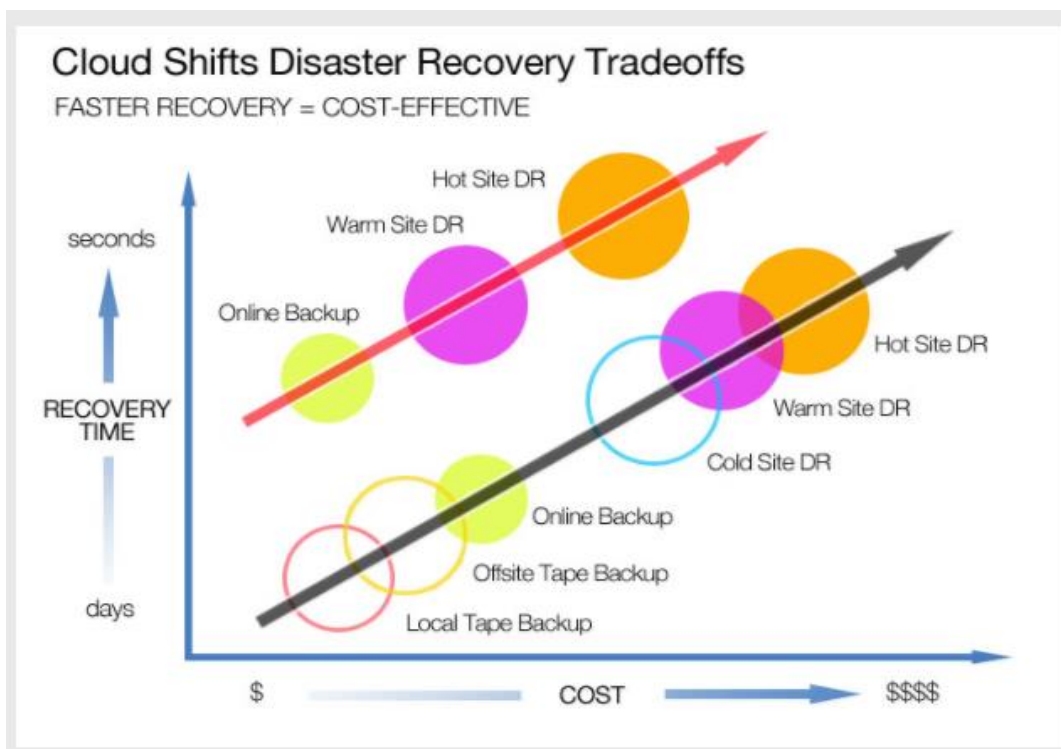 Cloud Shifts Disaster Recovery Tradeoffs
FASTER RECOVERY = COST-EFFECTIVE
Hot Site DR
Warm Site DR
seconds
Online Backup
Hot Site DR
RECOVERY
TIME
Warm Site DR
Cold Site DR
Online Backup
Offsite Tape Backup
days
Local Tape Backup
$
COST
$$$$